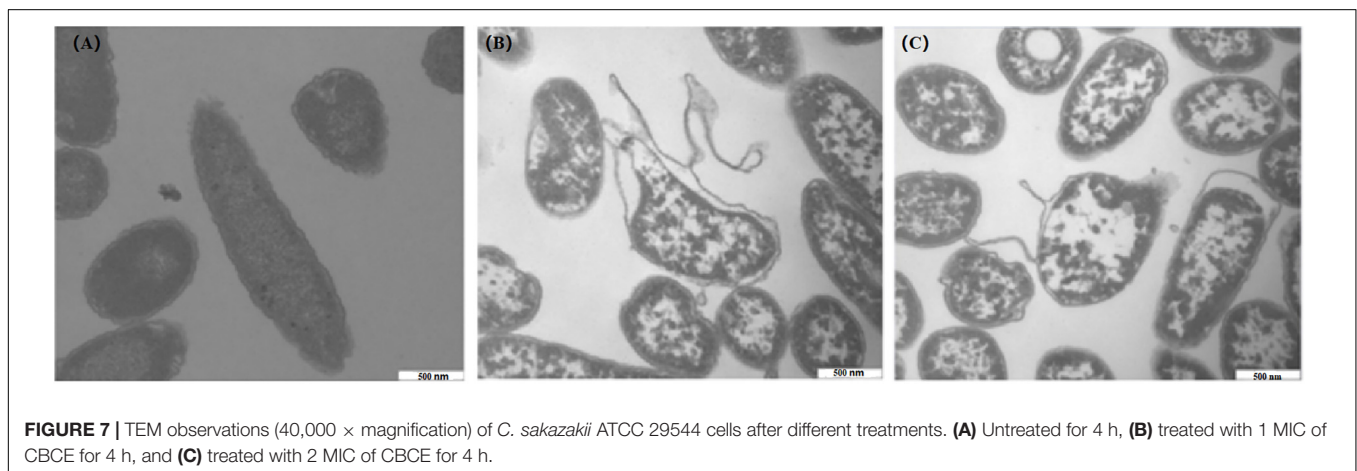 (A)
(B)
(C)
500 nm
500 nm
500 nm
FIGURE 7 | TEM observations (40,000 × magnification) of C. sakazakii ATCC 29544 cells after different treatments. (A) Untreated for 4 h, (B) treated with 1 MIC of
CBCE for 4 h, and (C) treated with 2 MIC of CBCE for 4 h.